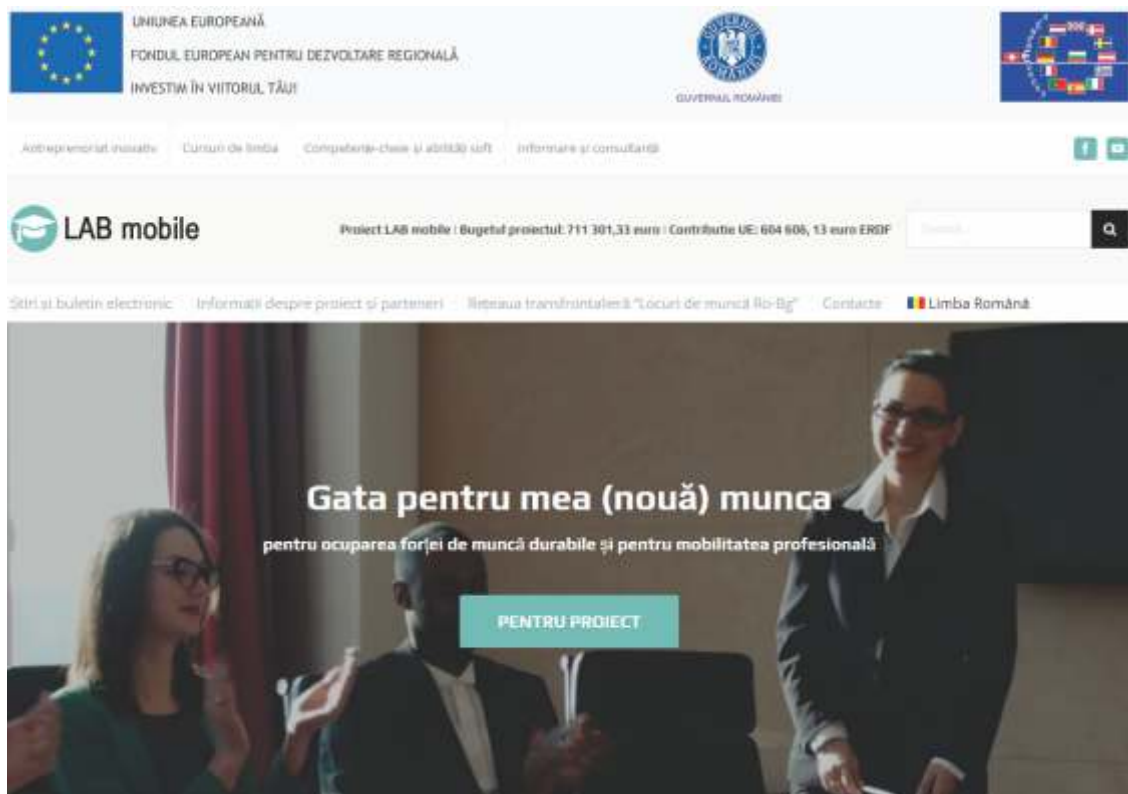 UNIUNEA EUROPEANĂ
FONDUL EUROPEAN PENTRU DEZVOLTARE REGIONALĂ
INVESTIM ÎN VIITORUL TĂU!
GUVERNUL ROMÂNIEI
Antreprenoriat inovativ Cursuri de limba Competențe-cheie și abilități soft Informare și consultanță
LAB mobile
Proiect LAB mobile | Bugetul proiectul: 711 301,33 euro | Contributie UE: 604 606, 13 euro ERDF
Știri și buletin electronic Informații despre proiect și parteneri Rețeaua transfrontalieră "Locuri de muncă Ro-Bg" Contacte Limba Română
Gata pentru mea (nouă) munca
pentru ocuparea forței de muncă durabile și pentru mobilitatea profesională
PENTRU PROIECT